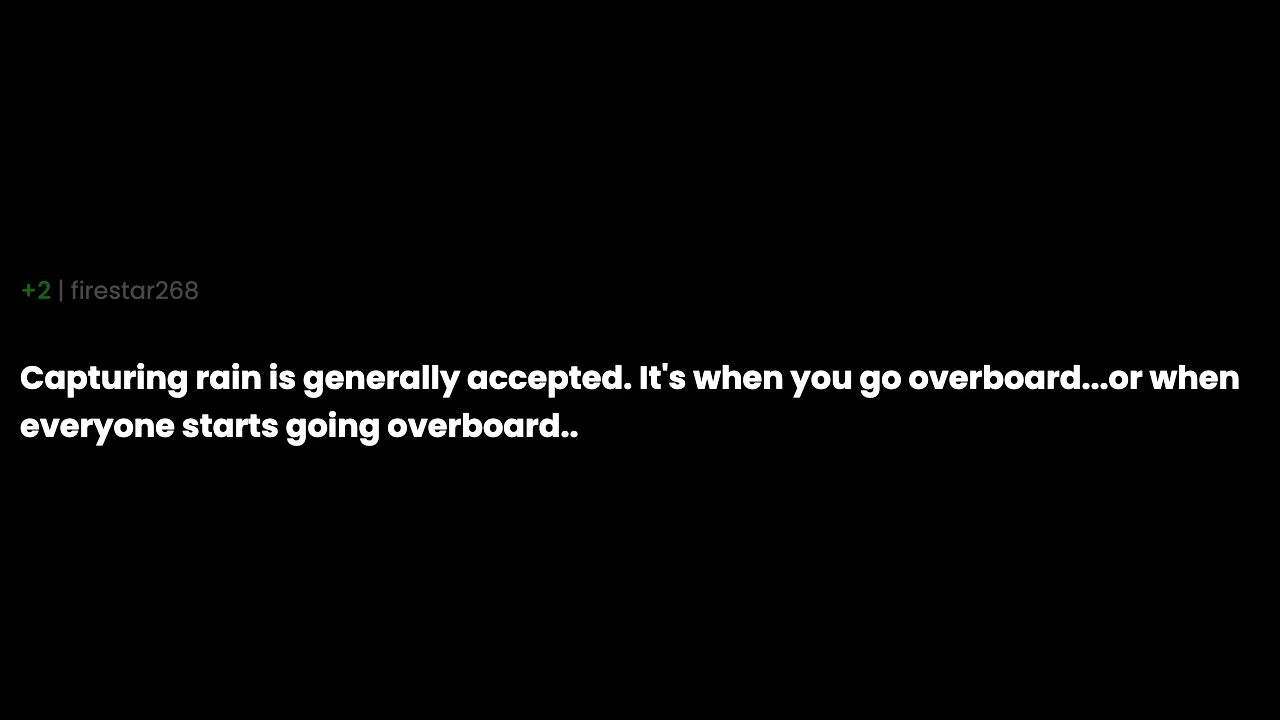 +2 | firestar268
Capturing rain is generally accepted. It's when you go overboard...or when
everyone starts going overboard..